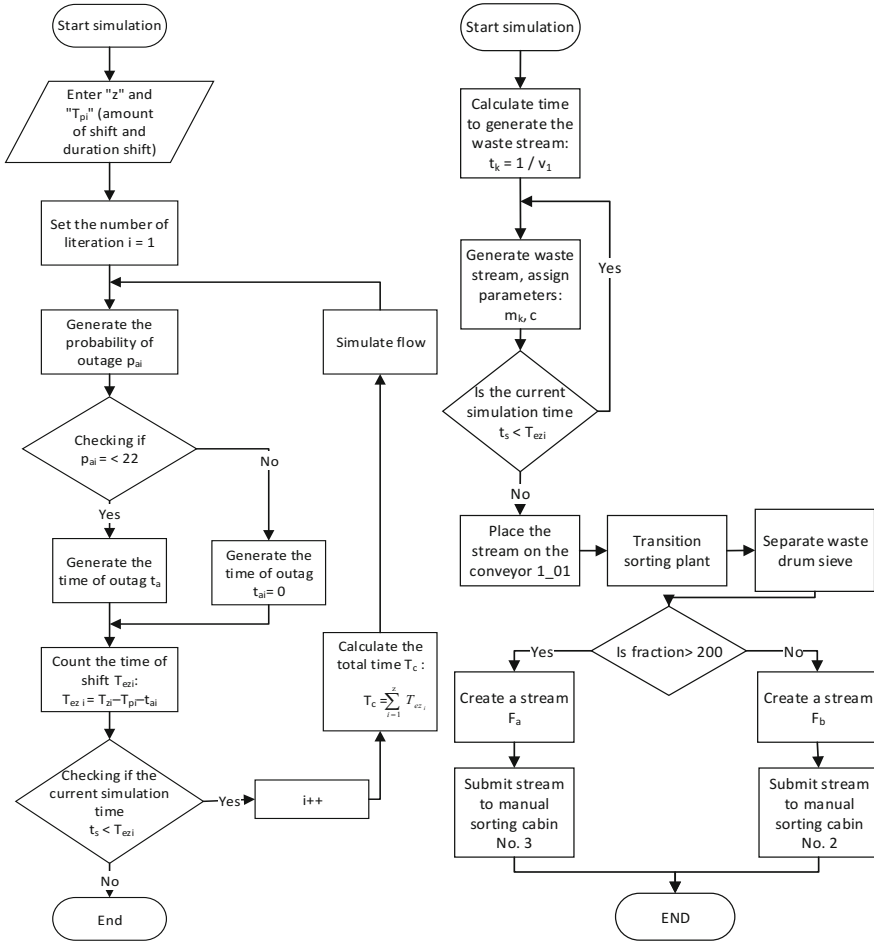 Start simulation
Enter "z" and
"Tpi" (amount
of shift and
duration shift)
Set the number of
literation i = 1
Generate the
probability of
outage pai
Checking if
pai = < 22
No
Yes
Generate the
time of outag ta
Generate the
time of outag
tai= 0
Count the time of
shift Tezi:
Tez i = Tzi–Tpi–tai
Checking if the
current simulation
time
ts < Tezi
Yes
i++
Calculate the
total time Tc :
Tc =∑ i=1 z Tezi
Simulate flow
No
End
Start simulation
Calculate time
to generate the
waste stream:
tk = 1 / v1
Generate waste
stream, assign
parameters:
mk, c
Yes
Is the current
simulation time
ts < Tezi
No
Place the
stream on the
conveyor 1_01
Transition
sorting plant
Separate waste
drum sieve
Is fraction> 200
Yes
No
Create a stream
Fa
Create a stream
Fb
Submit stream
to manual
sorting cabin
No. 3
Submit stream
to manual
sorting cabin
No. 2
END